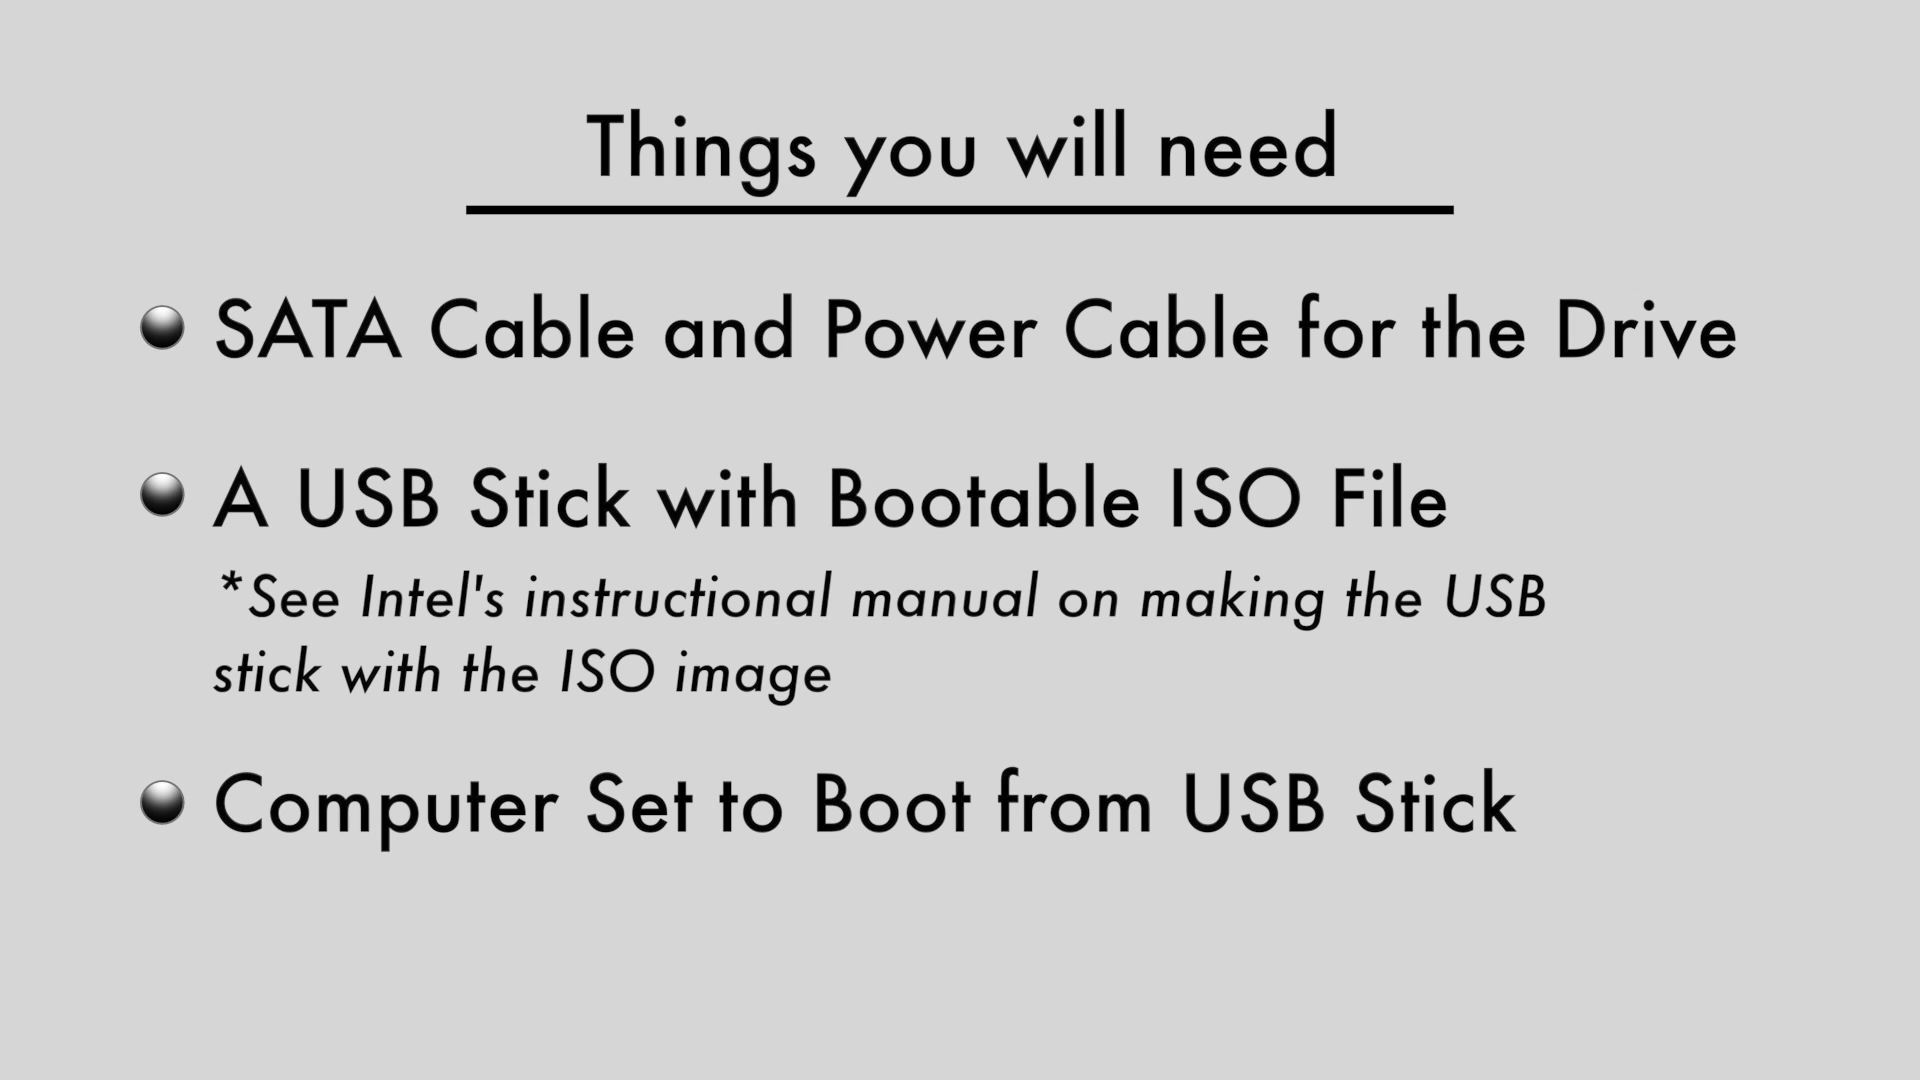 Things you will need
SATA Cable and Power Cable for the Drive
A USB Stick with Bootable ISO File
*See Intel's instructional manual on making the USB
stick with the ISO image
Computer Set to Boot from USB Stick